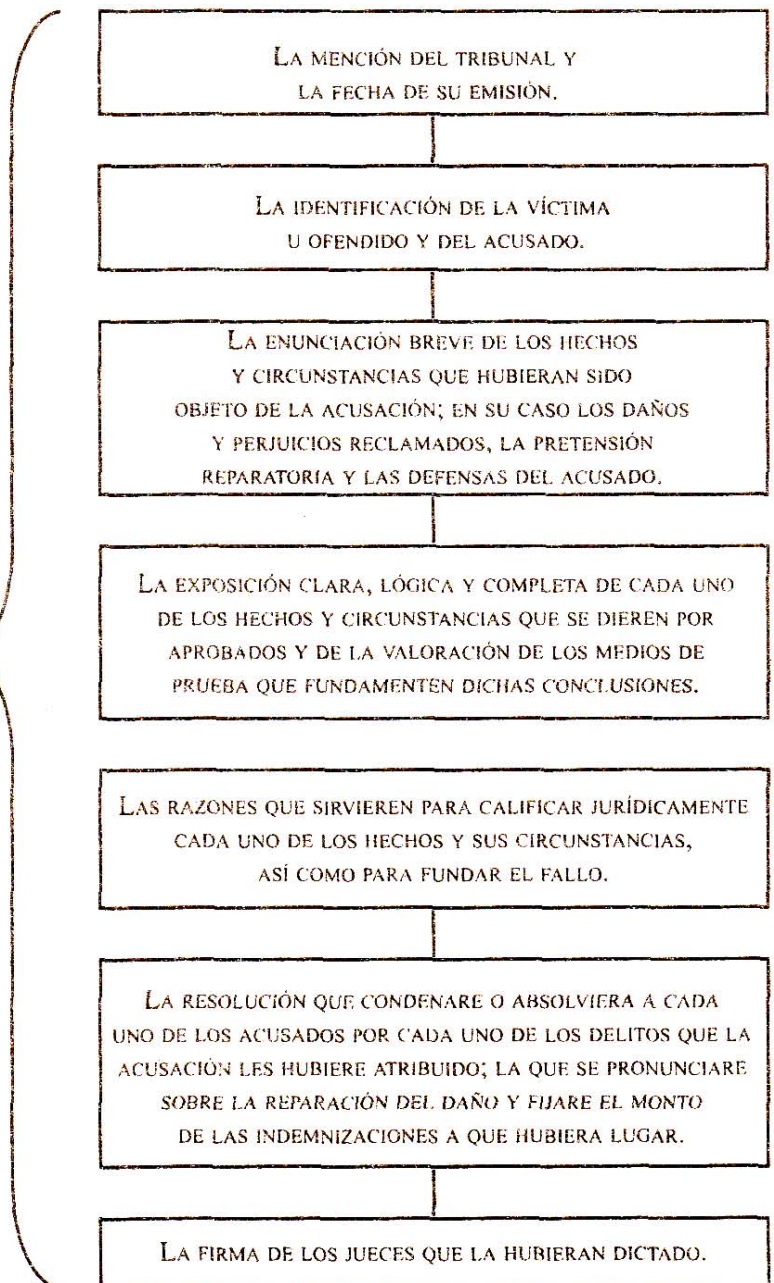 LA MENCIÓN DEL TRIBUNAL Y
LA FECHA DE SU EMISIÓN.
LA IDENTIFICACIÓN DE LA VÍCTIMA
U OFENDIDO Y DEL ACUSADO.
LA ENUNCIACIÓN BREVE DE LOS HECHOS
Y CIRCUNSTANCIAS QUE HUBIERAN SIDO
OBJETO DE LA ACUSACIÓN; EN SU CASO LOS DAÑOS
Y PERJUICIOS RECLAMADOS, LA PRETENSIÓN
REPARATORIA Y LAS DEFENSAS DEL ACUSADO.
LA EXPOSICIÓN CLARA, LÓGICA Y COMPLETA DE CADA UNO
DE LOS HECHOS Y CIRCUNSTANCIAS QUE SE DIEREN POR
APROBADOS Y DE LA VALORACIÓN DE LOS MEDIOS DE
PRUEBA QUE FUNDAMENTEN DICHAS CONCLUSIONES.
LAS RAZONES QUE SIRVIEREN PARA CALIFICAR JURÍDICAMENTE
CADA UNO DE LOS HECHOS Y SUS CIRCUNSTANCIAS,
ASÍ COMO PARA FUNDAR EL FALLO.
LA RESOLUCIÓN QUE CONDENARE O ABSOLVIERA A CADA
UNO DE LOS ACUSADOS POR CADA UNO DE LOS DELITOS QUE LA
ACUSACIÓN LES HUBIERE ATRIBUIDO; LA QUE SE PRONUNCIARE
SOBRE LA REPARACIÓN DEL DAÑO Y FIJARE EL MONTO
DE LAS INDEMNIZACIONES A QUE HUBIERA LUGAR.
LA FIRMA DE LOS JUECES QUE LA HUBIERAN DICTADO.